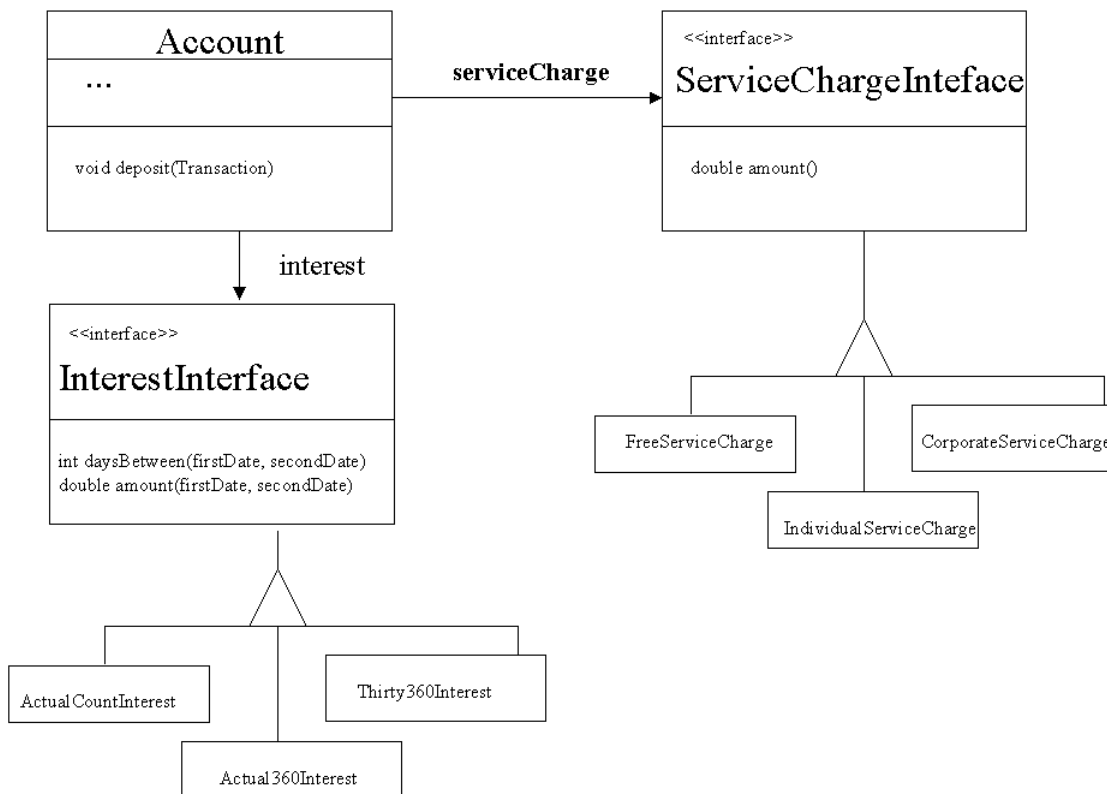 Account
...
void deposit(Transaction)
serviceCharge
<<interface>>
ServiceChargeInteface
double amount()
interest
<<interface>>
InterestInterface
int daysBetween(firstDate, secondDate)
double amount(firstDate, secondDate)
FreeServiceCharge
CorporateServiceCharge
IndividualServiceCharge
ActualCountInterest
Thirty360Interest
Actual360Interest